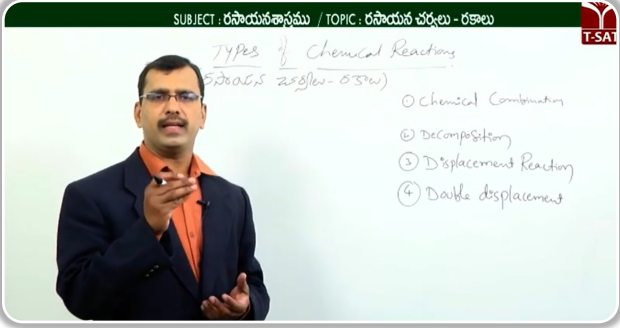 SUBJECT : రసాయనశాస్త్రము / TOPIC : రసాయన చర్యలు - రకాలు
T-SAT
Types of Chemical Reactions
(రసాయన చర్యలు - రకాలు)
① Chemical Combination
② Decomposition
③ Displacement Reaction
④ Double displacement